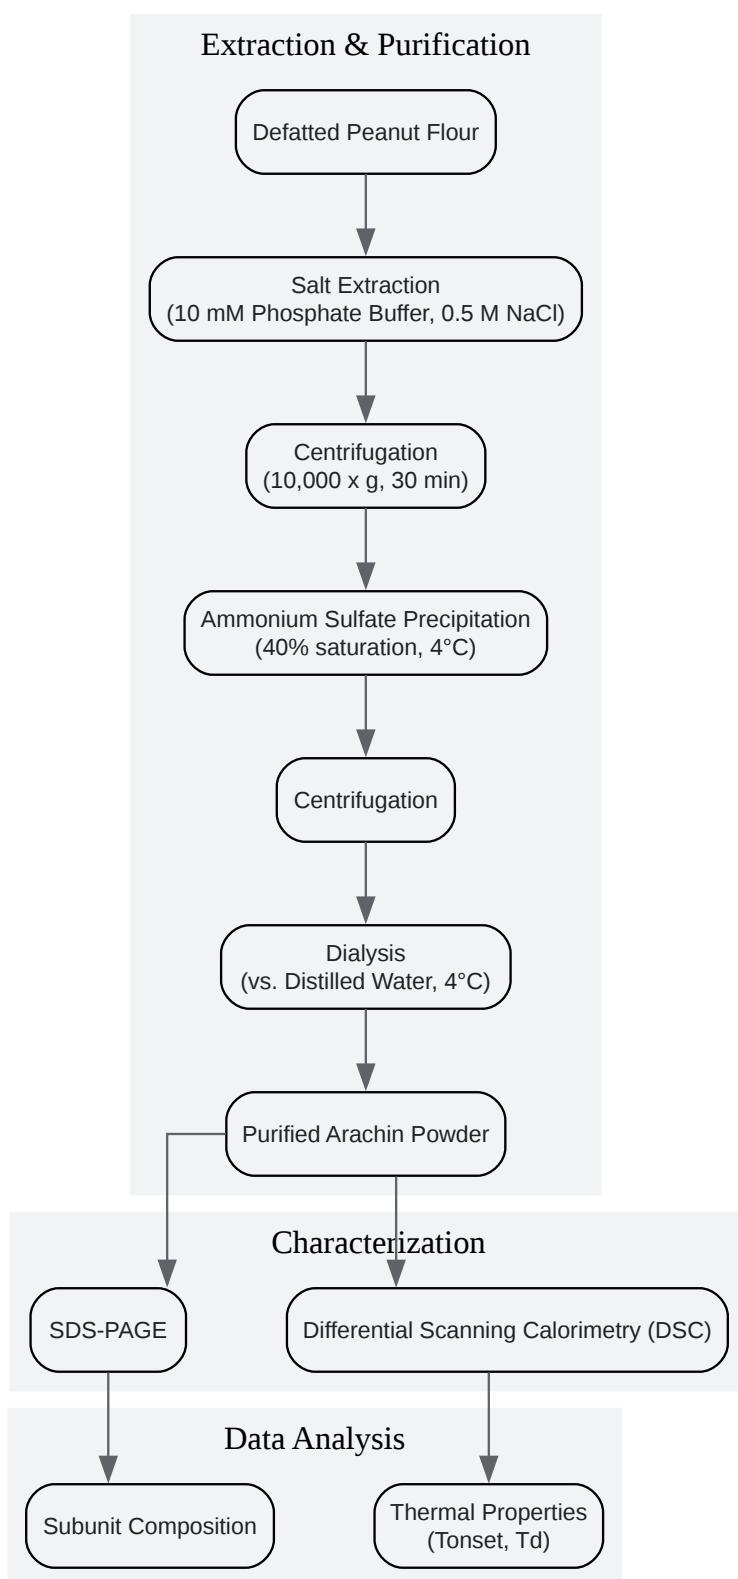 Extraction & Purification
Defatted Peanut Flour
Salt Extraction
(10 mM Phosphate Buffer, 0.5 M NaCl)
Centrifugation
(10,000 x g, 30 min)
Ammonium Sulfate Precipitation
(40% saturation, 4°C)
Centrifugation
Dialysis
(vs. Distilled Water, 4°C)
Purified Arachin Powder
Characterization
SDS-PAGE
Differential Scanning Calorimetry (DSC)
Data Analysis
Subunit Composition
Thermal Properties
(Tonset, Td)